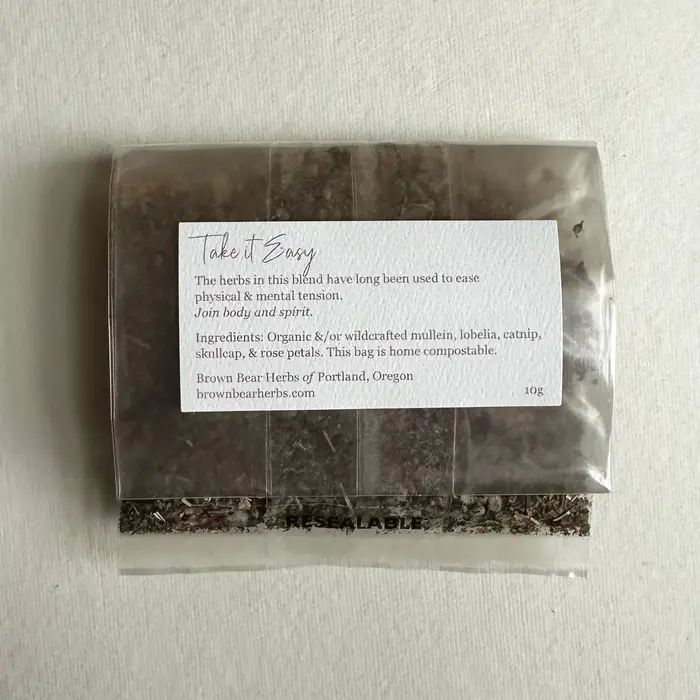 Take it Easy
The herbs in this blend have long been used to ease
physical & mental tension.
Join body and spirit.
Ingredients: Organic &/or wildcrafted mullein, lobelia, catnip,
skullcap, & rose petals. This bag is home compostable.
Brown Bear Herbs of Portland, Oregon
brownbearherbs.com
10g
RESEALABLE